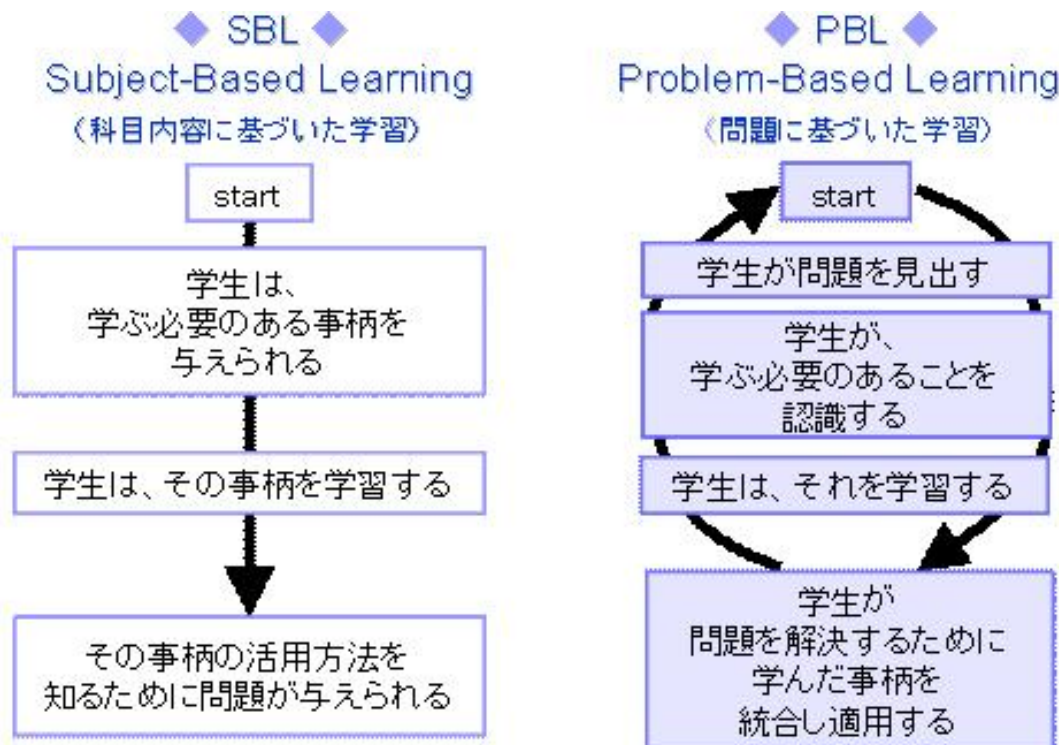 ◆ SBL ◆
Subject-Based Learning
（科目内容に基づいた学習）
start
学生は、
学ぶ必要のある事柄を
与えられる
学生は、その事柄を学習する
その事柄の活用方法を
知るために問題が与えられる
◆ PBL ◆
Problem-Based Learning
（問題に基づいた学習）
start
学生が問題を見出す
学生が、
学ぶ必要のあることを
認識する
学生は、それを学習する
学生が
問題を解決するために
学んだ事柄を
統合し適用する